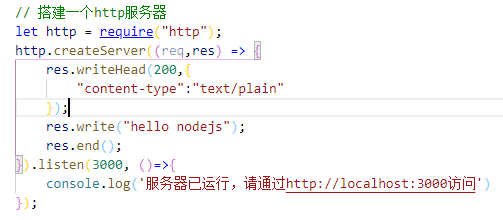 // 搭建一个http服务器
let http = require("http");
http.createServer((req,res) => {
    res.writeHead(200,{
        "content-type":"text/plain"
    });
    res.write("hello nodejs");
    res.end();
}).listen(3000, ()=>{
    console.log('服务器已运行，请通过http://localhost:3000访问')
});